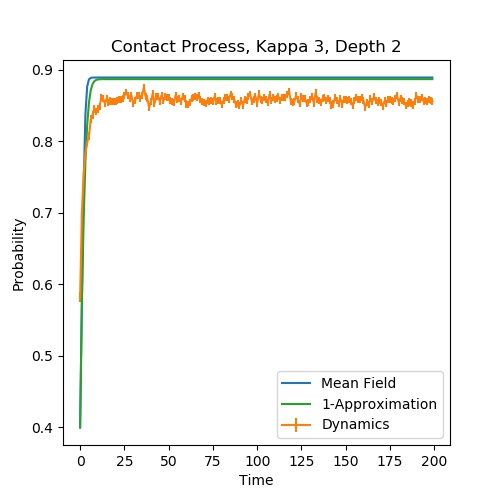 Contact Process, Kappa 3, Depth 2
Probability
0.9
0.8
0.7
0.6
0.5
0.4
Mean Field
1-Approximation
Dynamics
0 25 50 75 100 125 150 175 200
Time